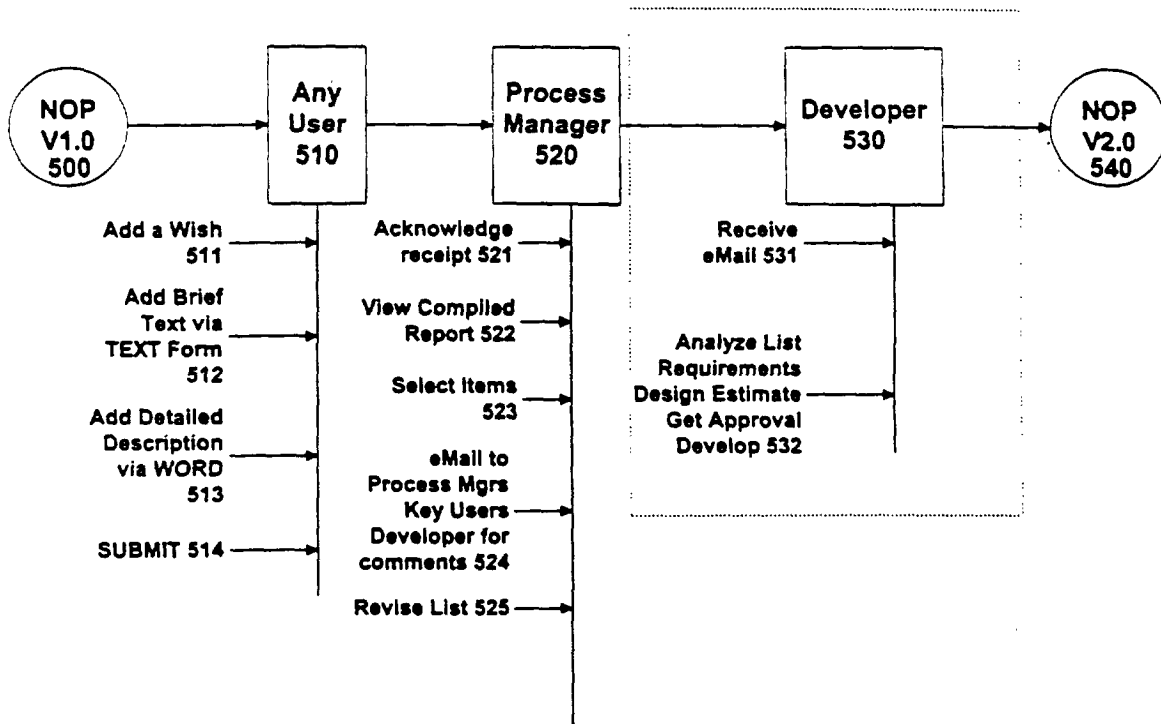 NOP
V1.0
500
Any
User
510
Process
Manager
520
Developer
530
NOP
V2.0
540
Add a Wish
511
Add Brief
Text via
TEXT Form
512
Add Detailed
Description
via WORD
513
SUBMIT 514
Acknowledge
receipt 521
View Compiled
Report 522
Select Items
523
eMail to
Process Mgrs
Key Users
Developer for
comments 524
Revise List 525
Receive
eMail 531
Analyze List
Requirements
Design Estimate
Get Approval
Develop 532